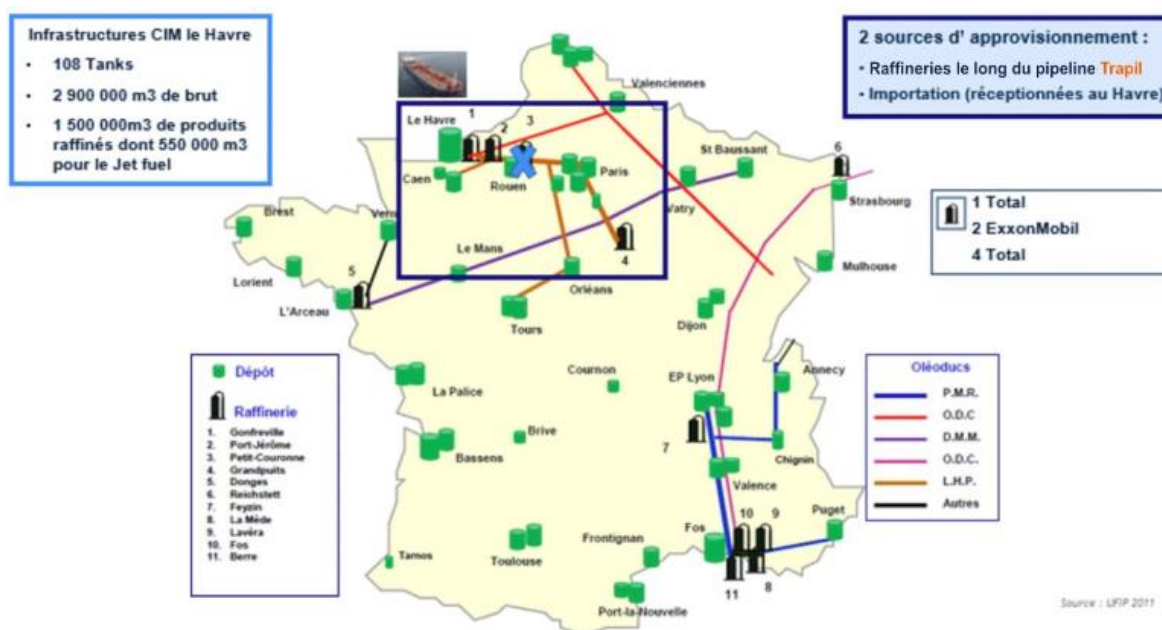 Infrastructures CIM le Havre
• 108 Tanks
• 2 900 000 m3 de brut
• 1 500 000m3 de produits
raffinés dont 550 000 m3
pour le Jet fuel
2 sources d' approvisionnement :
• Raffineries le long du pipeline Trapil
• Importation (réceptionnées au Havre)
Valenciennes
1
2
3
Le Havre
Caen
Rouen
Paris
St Baussant
6
Strasbourg
Vatry
1 Total
2 ExxonMobil
4 Total
Brest
Vern
Le Mans
4
Lorient
5
L'Arceau
Orléans
Mulhouse
Tours
Dijon
Dépôt
Raffinerie
1. Gonfreville
2. Port-Jérôme
3. Petit-Couronne
4. Grandpuits
5. Donges
6. Reichstett
7. Feyzin
8. La Mède
9. Lavéra
10. Fos
11. Berre
La Palice
Cournon
EP Lyon
Annecy
Oléoducs
P.M.R.
O.D.C
D.M.M.
O.D.C.
L.H.P.
Autres
Bassens
Brive
7
Chignin
Valence
10
9
Puget
Fos
Tarnos
Toulouse
Frontignan
11
8
Port-la-Nouvelle
Source : UFIP 2011